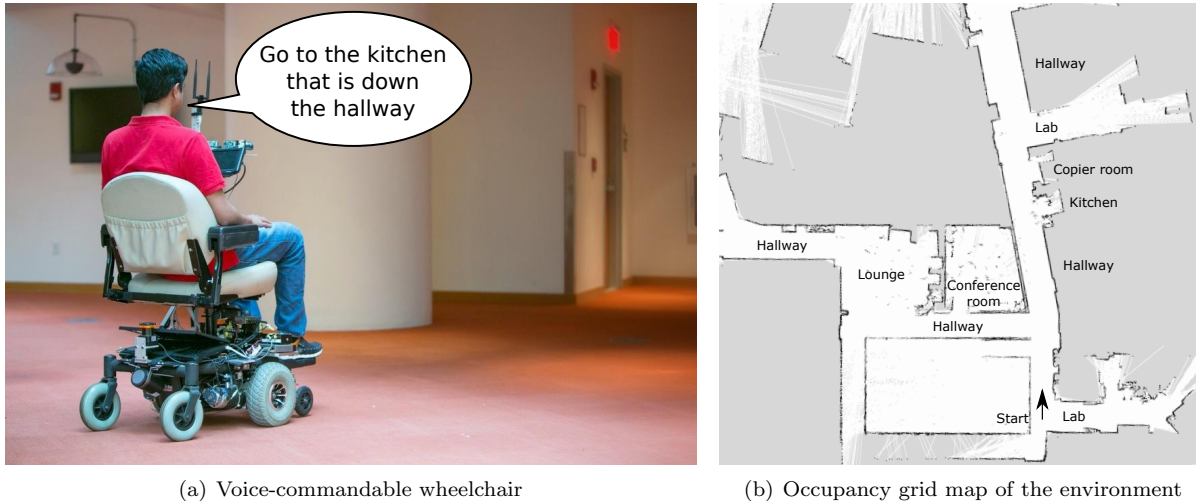 Go to the kitchen
that is down
the hallway
Hallway
Lab
Copier room
Kitchen
Hallway
Hallway
Lounge
Conference
room
Hallway
Start
Lab
(a) Voice-commandable wheelchair
(b) Occupancy grid map of the environment